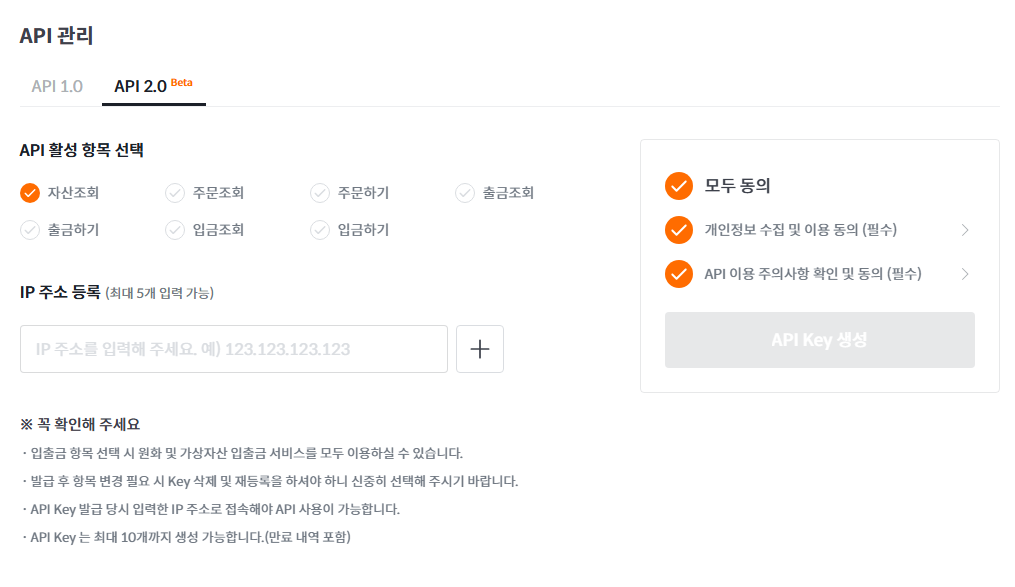 API 관리
API 1.0
API 2.0 Beta
API 활성 항목 선택
자산조회
주문조회
주문하기
출금조회
출금하기
입금조회
입금하기
IP 주소 등록 (최대 5개 입력 가능)
IP 주소를 입력해 주세요. 예) 123.123.123.123
※ 꼭 확인해 주세요
· 입출금 항목 선택 시 원화 및 가상자산 입출금 서비스를 모두 이용하실 수 있습니다.
· 발급 후 항목 변경 필요 시 Key 삭제 및 재등록을 하셔야 하니 신중히 선택해 주시기 바랍니다.
· API Key 발급 당시 입력한 IP 주소로 접속해야 API 사용이 가능합니다.
· API Key 는 최대 10개까지 생성 가능합니다.(만료 내역 포함)
모두 동의
개인정보 수집 및 이용 동의 (필수)
API 이용 주의사항 확인 및 동의 (필수)
API Key 생성